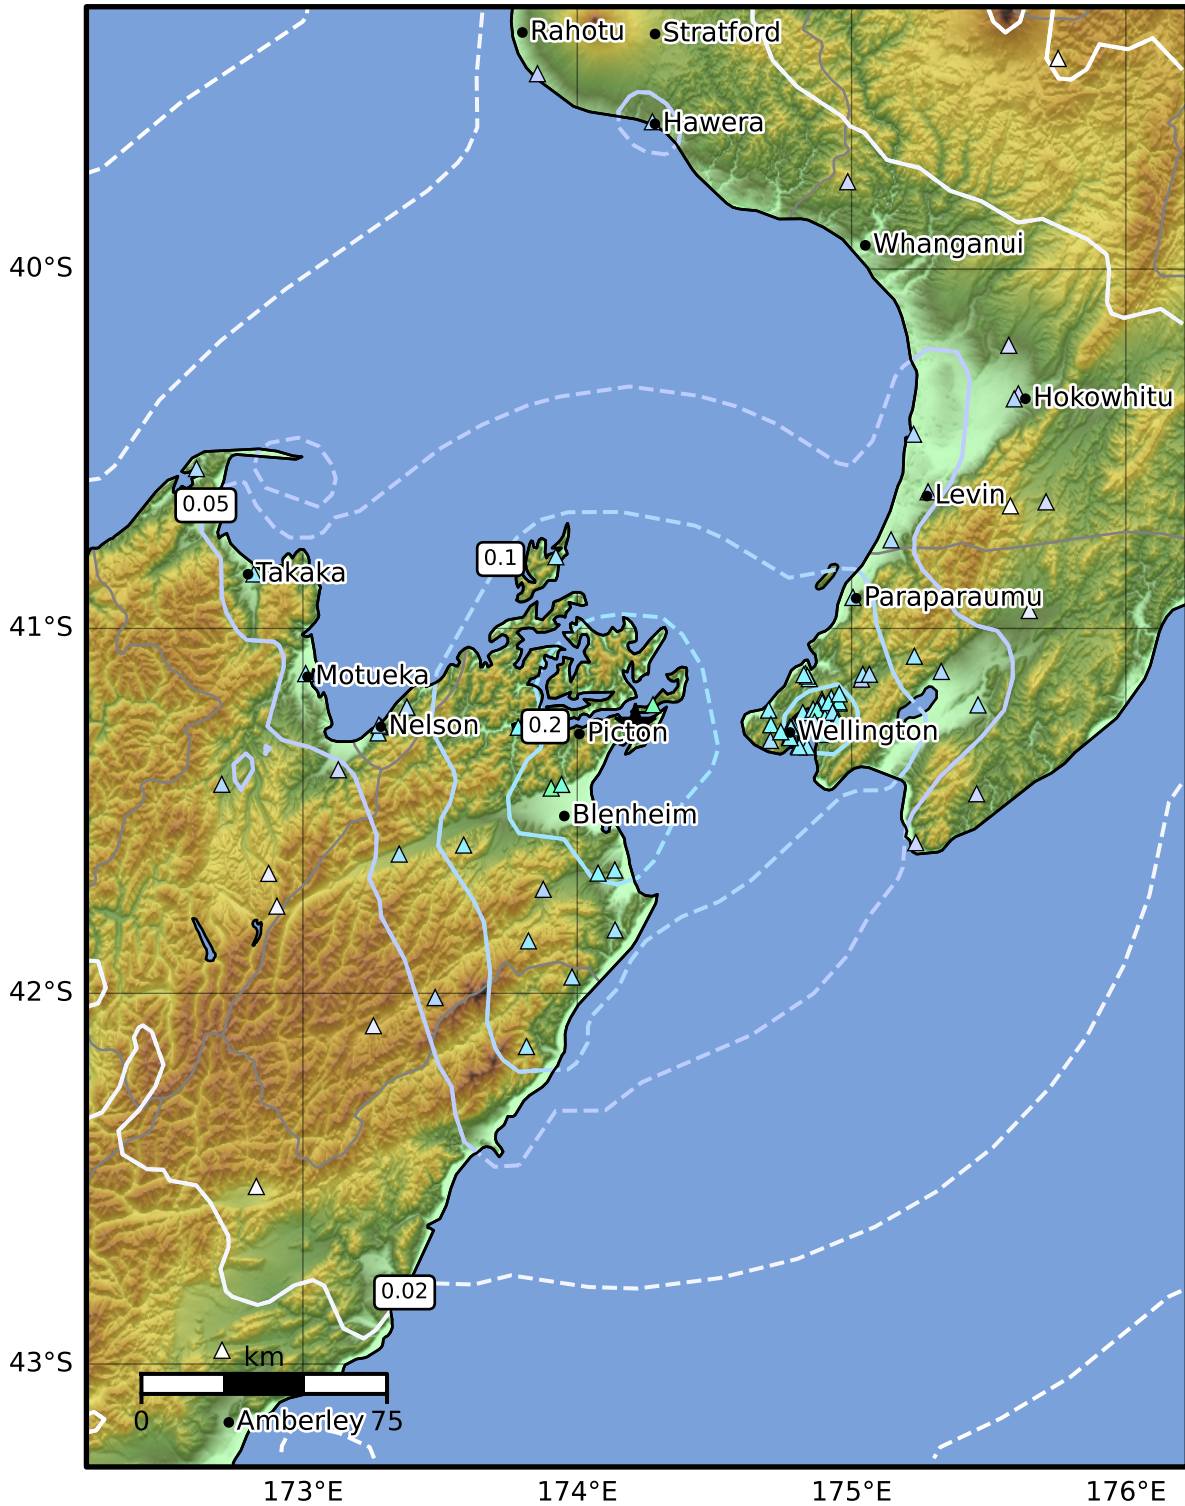 Rahotu
Stratford
Hawera
Whanganui
40°S
Hokowhitu
Levin
0.05
0.1
Takaka
Paraparaumu
41°S
Motueka
Nelson
0.2
Picton
Wellington
Blenheim
42°S
0.02
43°S
km
0
75
Amberley
173°E
174°E
175°E
176°E